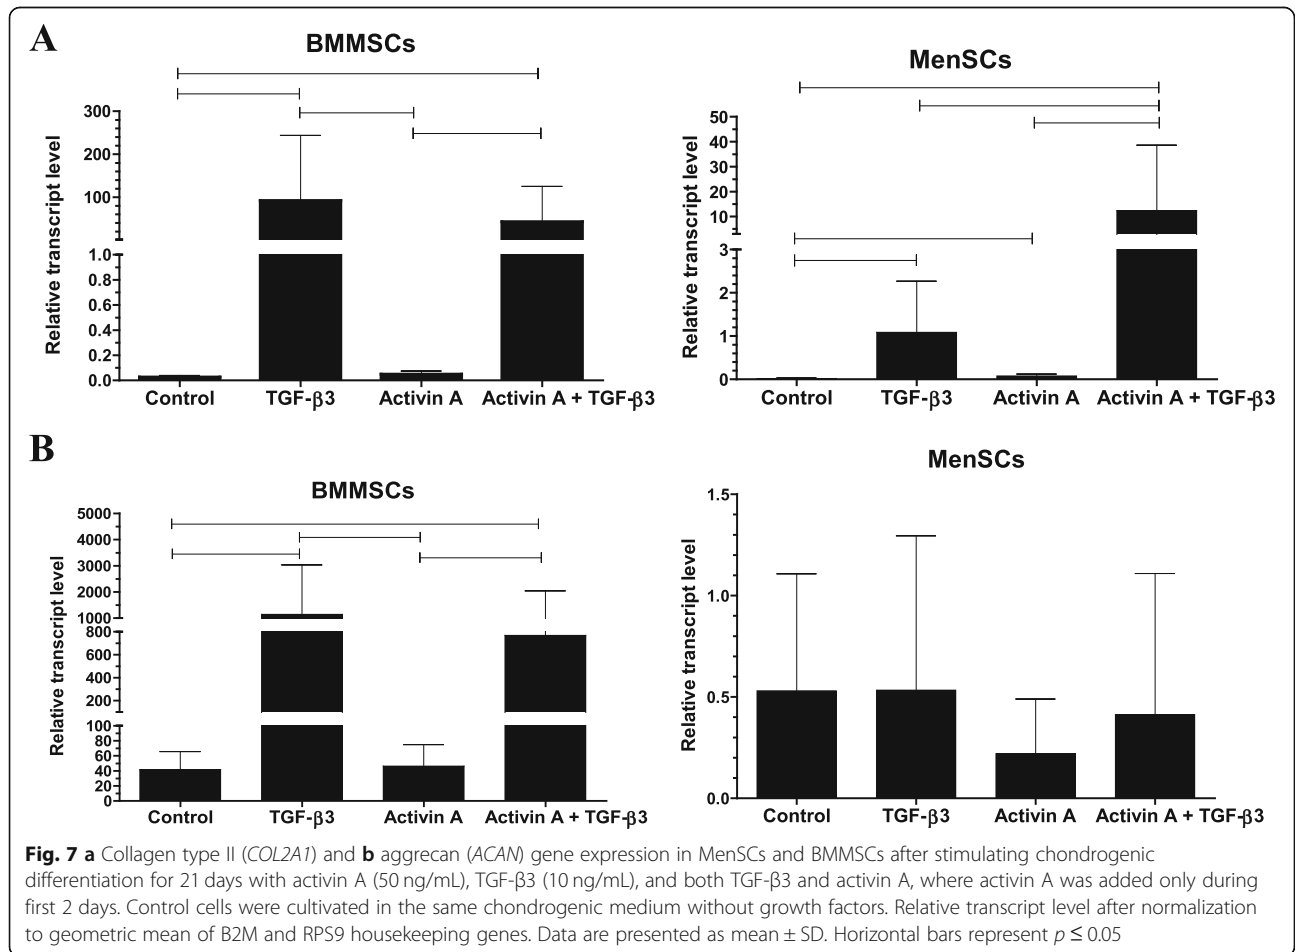 A
BMMSCs
Relative transcript level
300
200
100
1.0
0.8
0.6
0.4
0.2
0.0
Control TGF-β3 Activin A Activin A + TGF-β3
MenSCs
Relative transcript level
50
40
30
20
10
3
2
1
0
Control TGF-β3 Activin A Activin A + TGF-β3
B
BMMSCs
Relative transcript level
5000
4000
3000
2000
1000
800
600
400
200
100
80
60
40
20
0
Control TGF-β3 Activin A Activin A + TGF-β3
MenSCs
Relative transcript level
1.5
1.0
0.5
0.0
Control TGF-β3 Activin A Activin A + TGF-β3
Fig. 7 a Collagen type II (COL2A1) and b aggrecan (ACAN) gene expression in MenSCs and BMMSCs after stimulating chondrogenic
differentiation for 21 days with activin A (50 ng/mL), TGF-β3 (10 ng/mL), and both TGF-β3 and activin A, where activin A was added only during
first 2 days. Control cells were cultivated in the same chondrogenic medium without growth factors. Relative transcript level after normalization
to geometric mean of B2M and RPS9 housekeeping genes. Data are presented as mean ± SD. Horizontal bars represent p ≤ 0.05